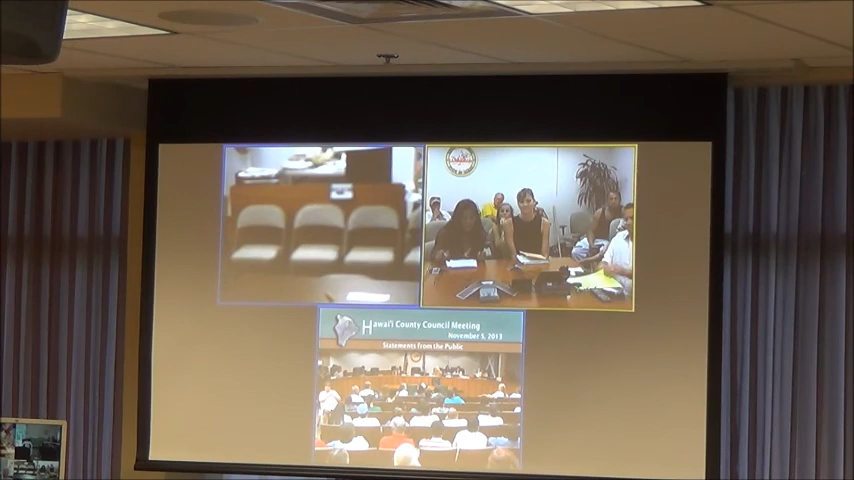 Hawai'i County Council Meeting
November 5, 2013
Statements from the Public